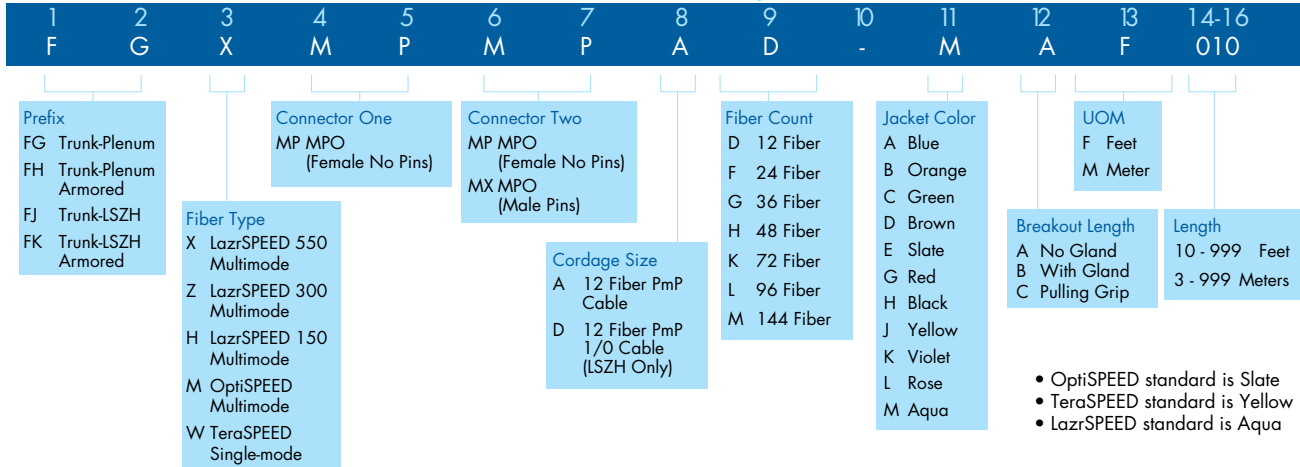 1 2 3 4 5 6 7 8 9 10 11 12 13 14-16
F G X M P M P A D - M A F 010
Prefix
FG Trunk-Plenum
FH Trunk-Plenum
Armored
FJ Trunk-LSZH
FK Trunk-LSZH
Armored
Fiber Type
X LazrSPEED 550
Multimode
Z LazrSPEED 300
Multimode
H LazrSPEED 150
Multimode
M OptiSPEED
Multimode
W TeraSPEED
Single-mode
Connector One
MP MPO
(Female No Pins)
Connector Two
MP MPO
(Female No Pins)
MX MPO
(Male Pins)
Cordage Size
A 12 Fiber PmP
Cable
D 12 Fiber PmP
1/0 Cable
(LSZH Only)
Fiber Count
D 12 Fiber
F 24 Fiber
G 36 Fiber
H 48 Fiber
K 72 Fiber
L 96 Fiber
M 144 Fiber
Jacket Color
A Blue
B Orange
C Green
D Brown
E Slate
G Red
H Black
J Yellow
K Violet
L Rose
M Aqua
Breakout Length
A No Gland
B With Gland
C Pulling Grip
UOM
F Feet
M Meter
Length
10 - 999 Feet
3 - 999 Meters
• OptiSPEED standard is Slate
• TeraSPEED standard is Yellow
• LazrSPEED standard is Aqua